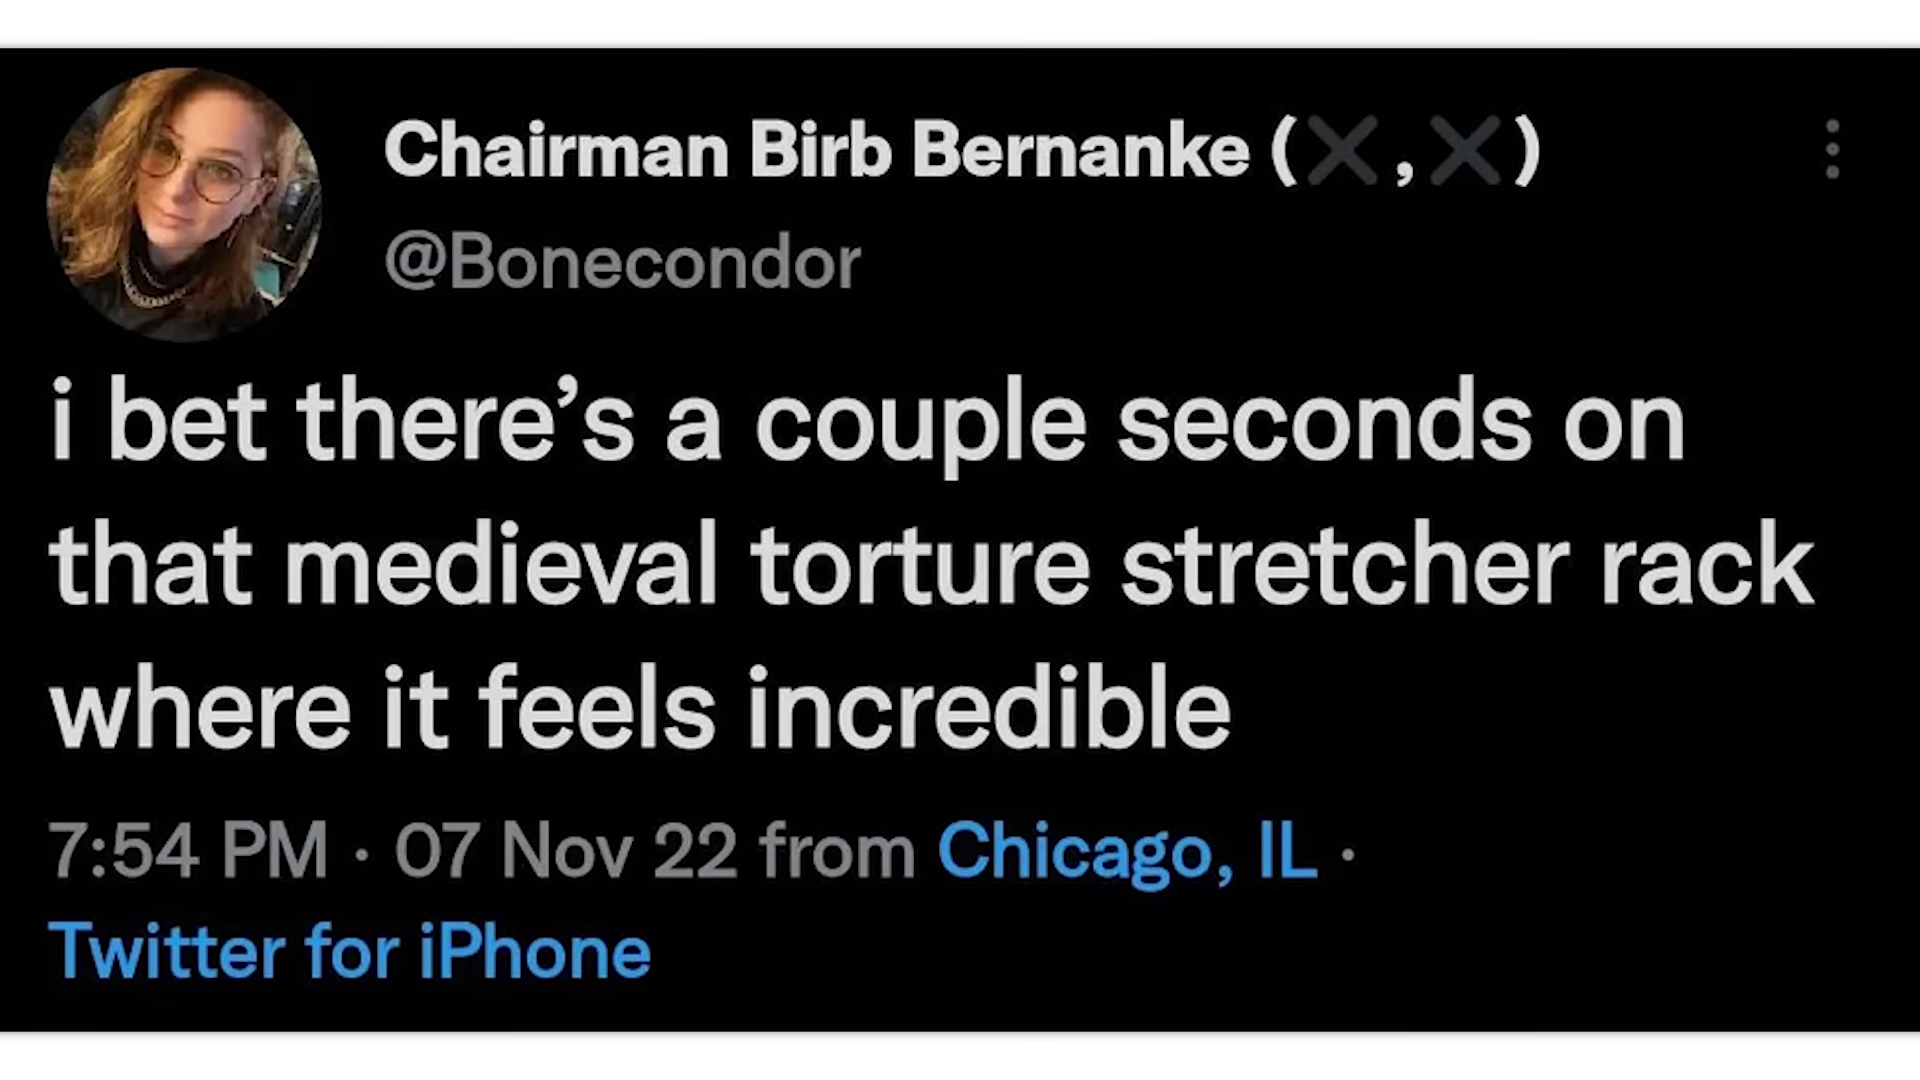 Chairman Birb Bernanke (❌,❌)
@Bonecondor
i bet there’s a couple seconds on
that medieval torture stretcher rack
where it feels incredible
7:54 PM · 07 Nov 22 from Chicago, IL ·
Twitter for iPhone